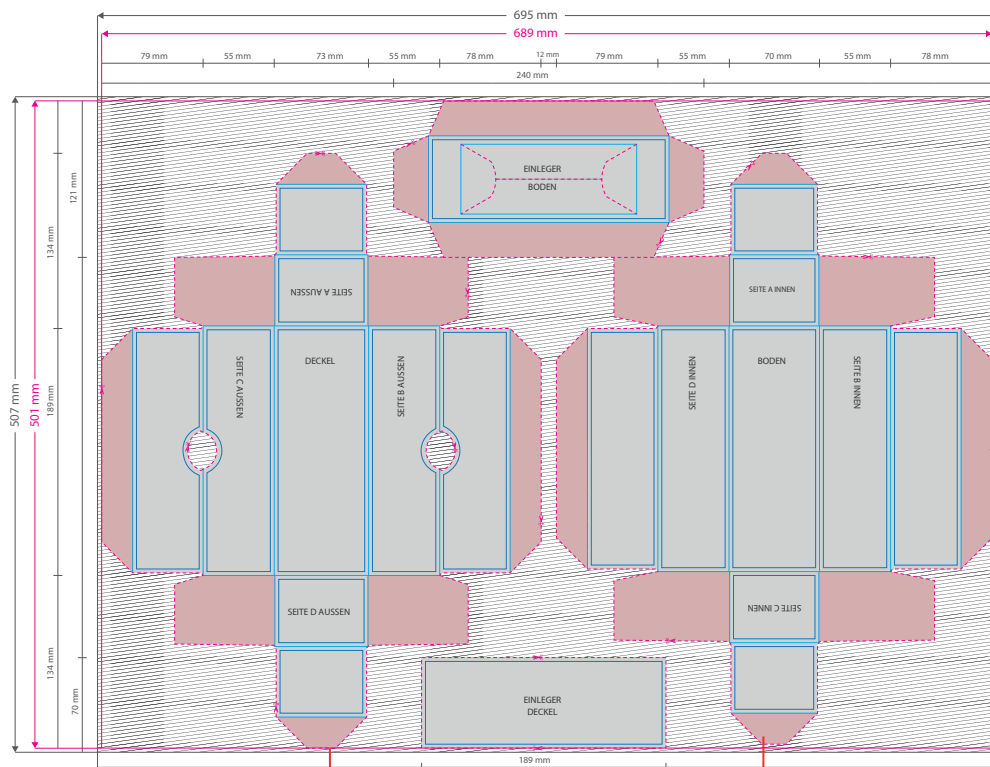 695 mm
689 mm
79 mm 55 mm 73 mm 55 mm 78 mm 12 mm 79 mm 55 mm 70 mm 55 mm 78 mm
240 mm
507 mm
501 mm
121 mm
134 mm
189 mm
134 mm
70 mm
EINLEGER
BODEN
SEITE A AUSSEN
SEITE A INNEN
SEITE C AUSSEN
DECKEL
SEITE B AUSSEN
SEITE D INNEN
BODEN
SEITE B INNEN
SEITE D AUSSEN
SEITE C INNEN
EINLEGER
DECKEL
189 mm